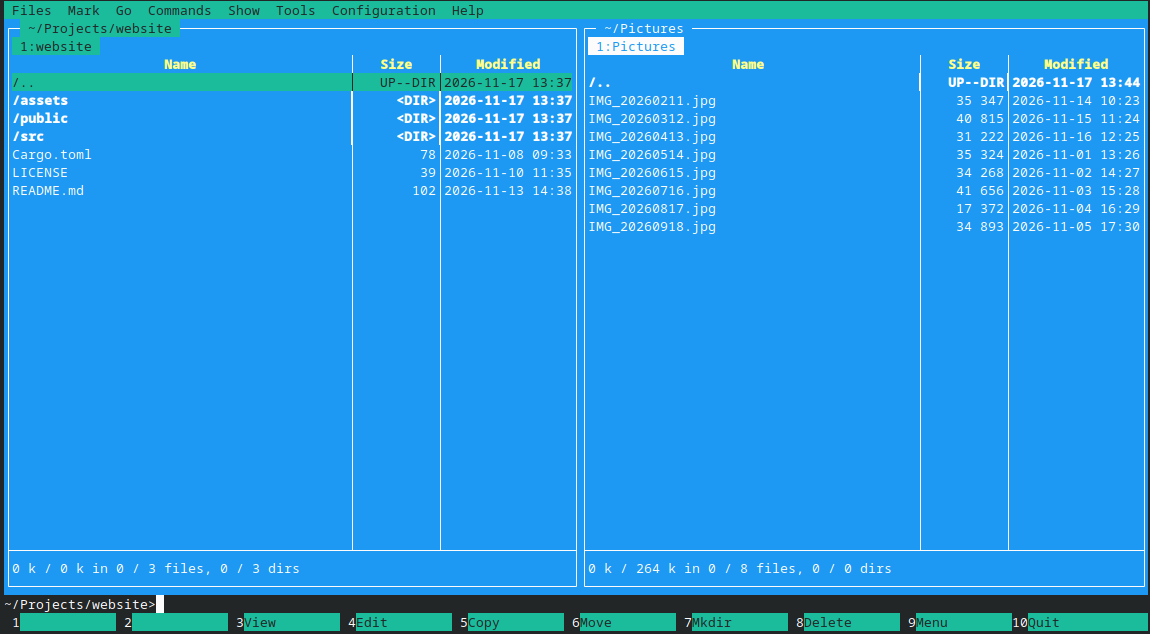 Files Mark Go Commands Show Tools Configuration Help
~/Projects/website
1:website
Name Size Modified
/.. UP--DIR 2026-11-17 13:37
/assets <DIR> 2026-11-17 13:37
/public <DIR> 2026-11-17 13:37
/src <DIR> 2026-11-17 13:37
Cargo.toml 78 2026-11-08 09:33
LICENSE 39 2026-11-10 11:35
README.md 102 2026-11-13 14:38
0 k / 0 k in 0 / 3 files, 0 / 3 dirs
~/Pictures
1:Pictures
Name Size Modified
/.. UP--DIR 2026-11-17 13:44
IMG_20260211.jpg 35 347 2026-11-14 10:23
IMG_20260312.jpg 40 815 2026-11-15 11:24
IMG_20260413.jpg 31 222 2026-11-16 12:25
IMG_20260514.jpg 35 324 2026-11-01 13:26
IMG_20260615.jpg 34 268 2026-11-02 14:27
IMG_20260716.jpg 41 656 2026-11-03 15:28
IMG_20260817.jpg 17 372 2026-11-04 16:29
IMG_20260918.jpg 34 893 2026-11-05 17:30
0 k / 264 k in 0 / 8 files, 0 / 0 dirs
~/Projects/website>
1 2 3View 4Edit 5Copy 6Move 7Mkdir 8Delete 9Menu 10Quit